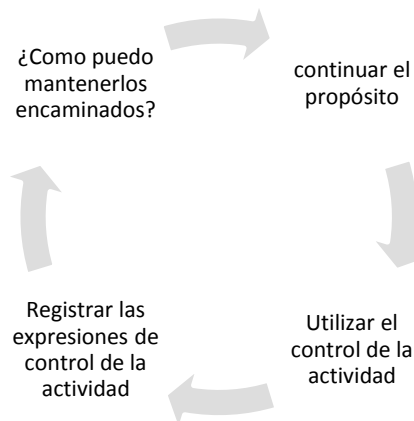 ¿Como puedo
mantenerlos
encaminados?
continuar el
propósito
Utilizar el
control de la
actividad
Registrar las
expresiones de
control de la
actividad